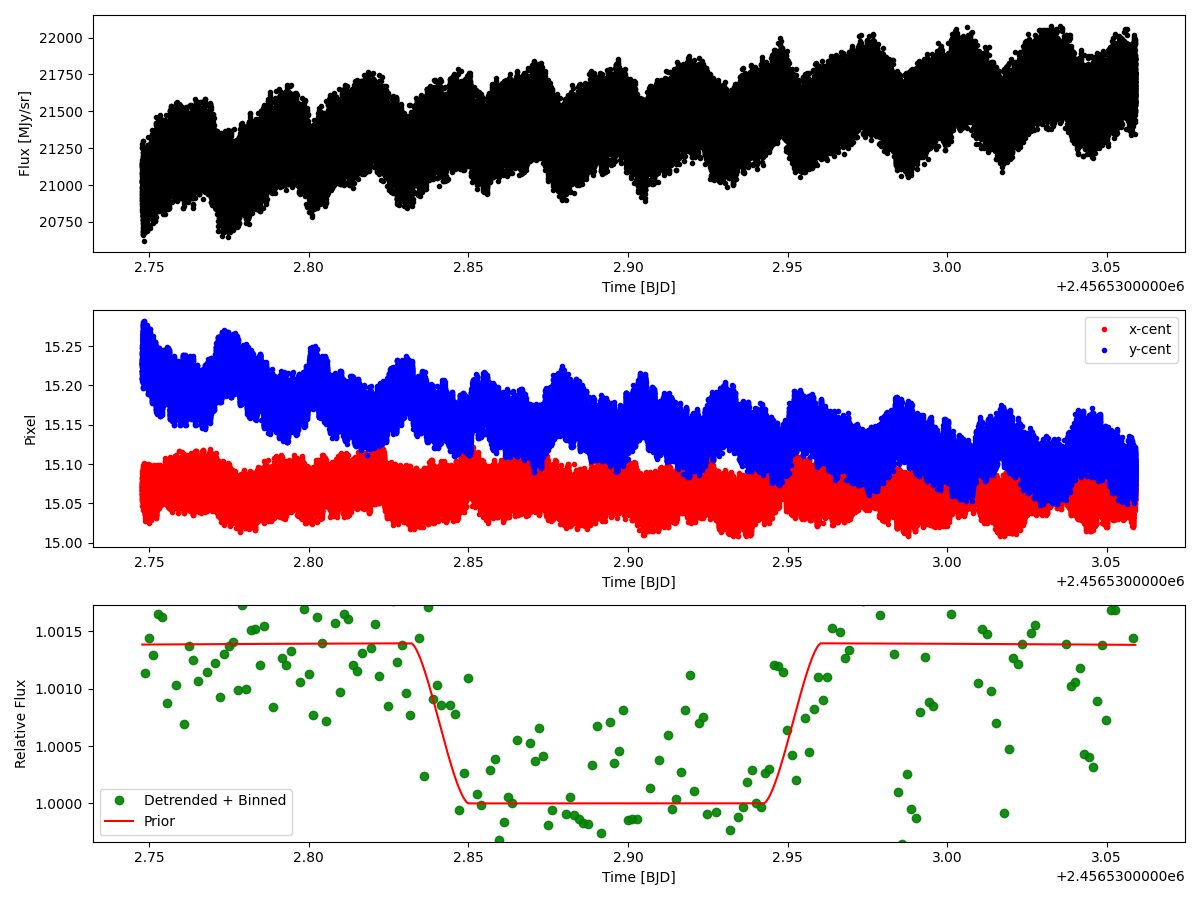 22000
21750
21500
21250
21000
20750
Flux [MJy/sr]
2.75 2.80 2.85 2.90 2.95 3.00 3.05
Time [BJD]
+2.4565300000e6
x-cent
y-cent
15.25
15.20
15.15
15.10
15.05
15.00
Pixel
2.75 2.80 2.85 2.90 2.95 3.00 3.05
Time [BJD]
+2.4565300000e6
1.0015
1.0010
1.0005
1.0000
Relative Flux
Detrended + Binned
Prior
2.75 2.80 2.85 2.90 2.95 3.00 3.05
Time [BJD]
+2.4565300000e6